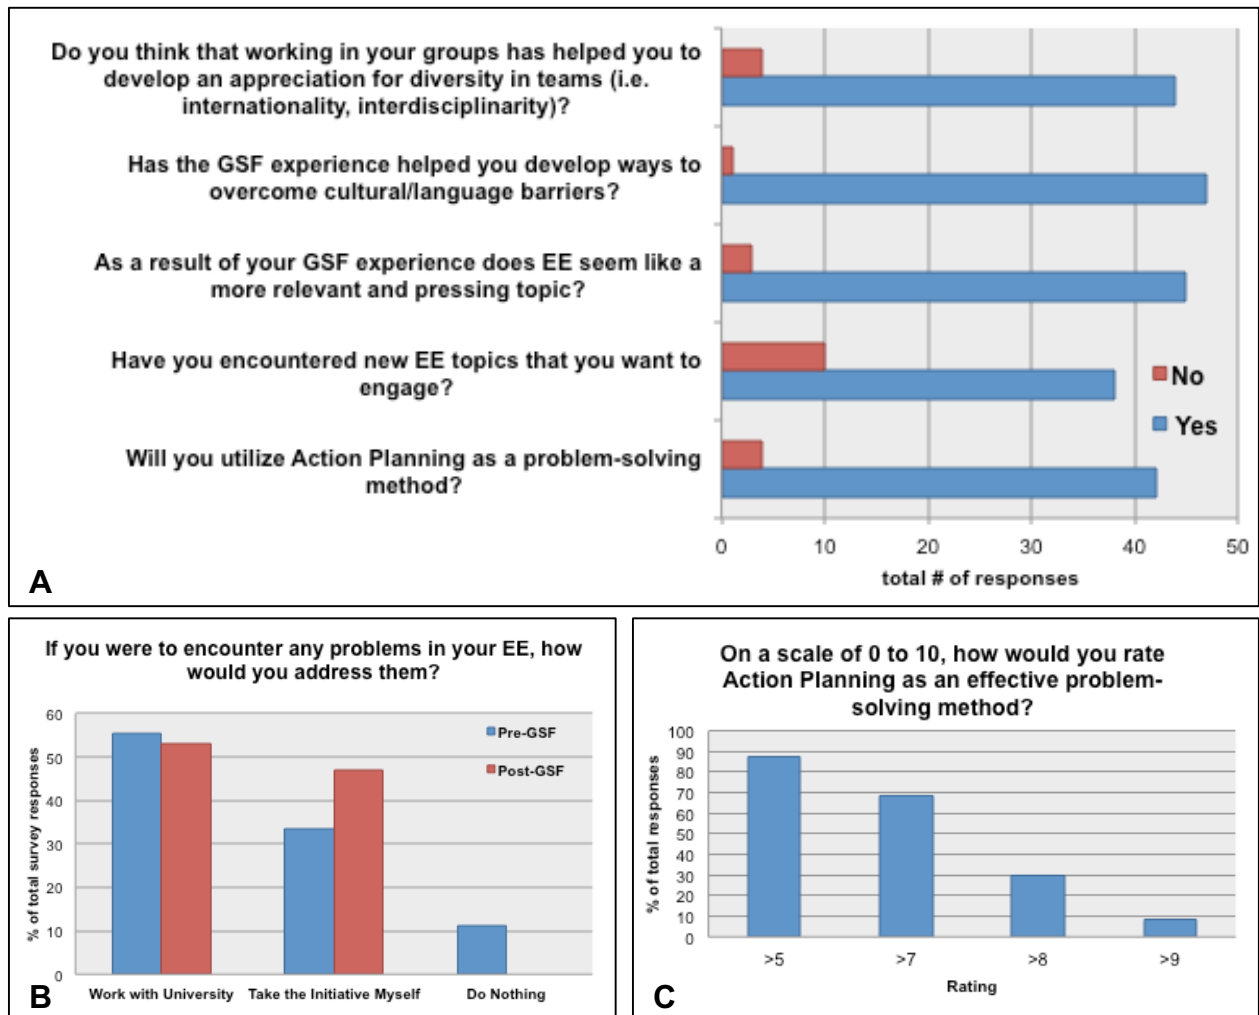 Do you think that working in your groups has helped you to
develop an appreciation for diversity in teams (i.e.
internationality, interdisciplinarity)?
Has the GSF experience helped you develop ways to
overcome cultural/language barriers?
As a result of your GSF experience does EE seem like a
more relevant and pressing topic?
Have you encountered new EE topics that you want to
engage?
Will you utilize Action Planning as a problem-solving
method?
No
Yes
0 10 20 30 40 50
total # of responses
A
If you were to encounter any problems in your EE, how
would you address them?
% of total survey responses
60
50
40
30
20
10
0
Pre-GSF
Post-GSF
Work with University Take the Initiative Myself Do Nothing
B
On a scale of 0 to 10, how would you rate
Action Planning as an effective problem-
solving method?
% of total responses
100
90
80
70
60
50
40
30
20
10
0
>5 >7 >8 >9
Rating
C